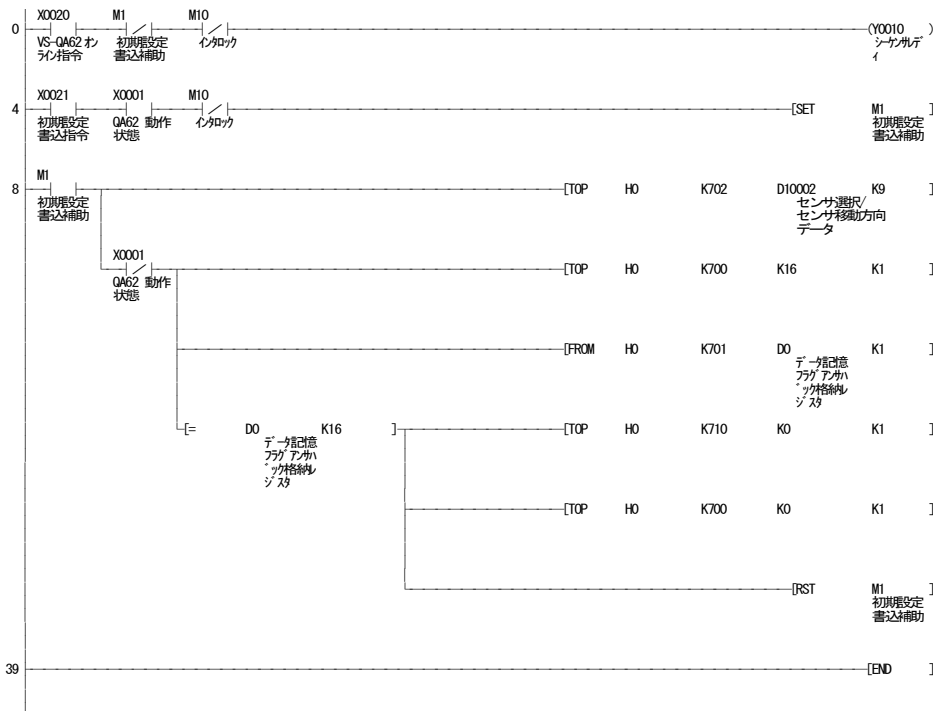 X0020 M1 M10
0 (Y0010 )
VS-QA62 オン 初期設定 インタロック シーケンサレディ
ライン指令 書込補助
X0021 X0001 M10
4 [SET M1 ]
初期設定 QA62 動作 インタロック 初期設定
書込指令 状態 書込補助
M1
8 [TOP H0 K702 D10002 K9 ]
初期設定 センサ選択/
書込補助 センサ移動方向
データ
X0001
[TOP H0 K700 K16 K1 ]
QA62 動作
状態
[FROM H0 K701 D0 K1 ]
データ記憶
フラグアンサバ
ック格納レ
ジスタ
[= D0 K16 ] [TOP H0 K710 K0 K1 ]
データ記憶
フラグアンサバ
ック格納レ
ジスタ
[TOP H0 K700 K0 K1 ]
[RST M1 ]
初期設定
書込補助
39 [END ]